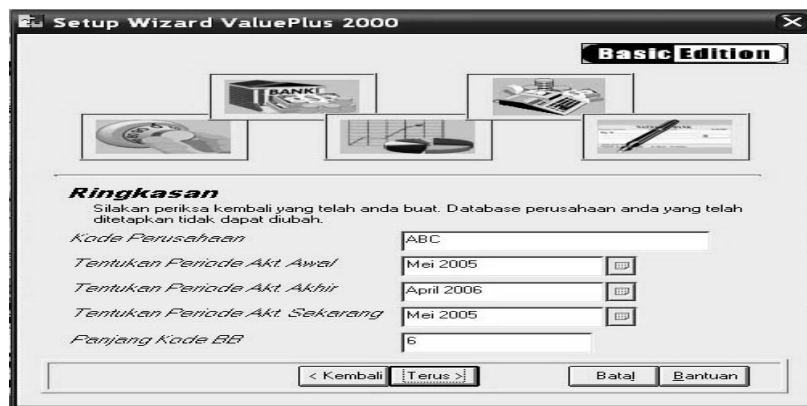 Setup Wizard ValuePlus 2000
Basic Edition
BANK
Ringkasan
Silakan periksa kembali yang telah anda buat. Database perusahaan anda yang telah
ditetapkan tidak dapat diubah.
Kode Perusahaan
ABC
Tentukan Periode Akt Awal
Mei 2005
Tentukan Periode Akt Akhir
April 2006
Tentukan Periode Akt Sekarang
Mei 2005
Panjang Kode BB
6
< Kembali
Terus >
Batal
Bantuan